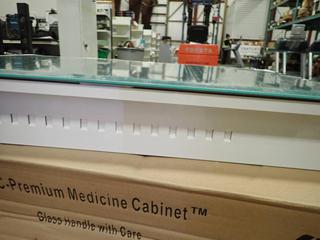 C-Premium Medicine Cabinet™
Glass Handle with Care